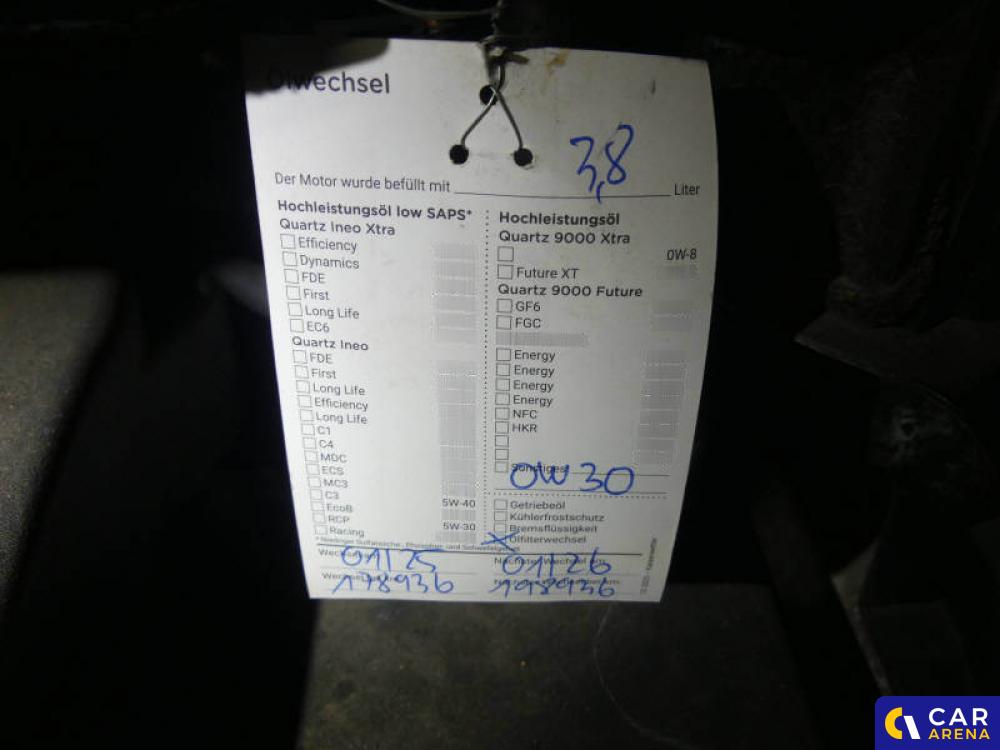 Ölwechsel
Der Motor wurde befüllt mit 3,8 Liter
Hochleistungsöl low SAPS*
Quartz Ineo Xtra
Efficiency
Dynamics
FDE
First
Long Life
EC6
Quartz Ineo
FDE
First
Long Life
Efficiency
Long Life
C1
C4
MDC
ECS
MC3
C3
EcoB 5W-40
RCP
Racing 5W-30
Hochleistungsöl
Quartz 9000 Xtra
0W-8
Future XT
Quartz 9000 Future
GF6
FGC
Energy
Energy
Energy
Energy
NFC
HKR
Sonstiges
0W30
Getriebeöl
Kühlerfrostschutz
Bremsflüssigkeit
Ölfilterwechsel
01/25
178936
01/26
198936
CAR
ARENA